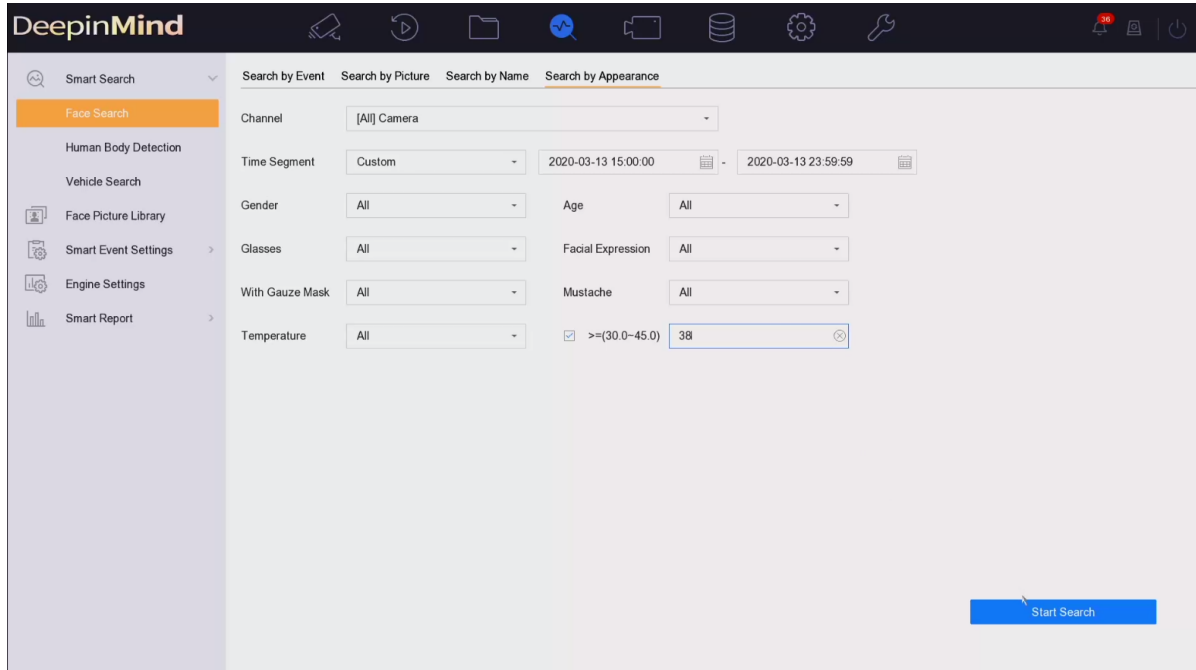 DeepinMind
36
Smart Search
Face Search
Human Body Detection
Vehicle Search
Face Picture Library
Smart Event Settings
Engine Settings
Smart Report
Search by Event Search by Picture Search by Name Search by Appearance
Channel [All] Camera
Time Segment Custom 2020-03-13 15:00:00 - 2020-03-13 23:59:59
Gender All Age All
Glasses All Facial Expression All
With Gauze Mask All Mustache All
Temperature All >=(30.0~45.0) 38
Start Search